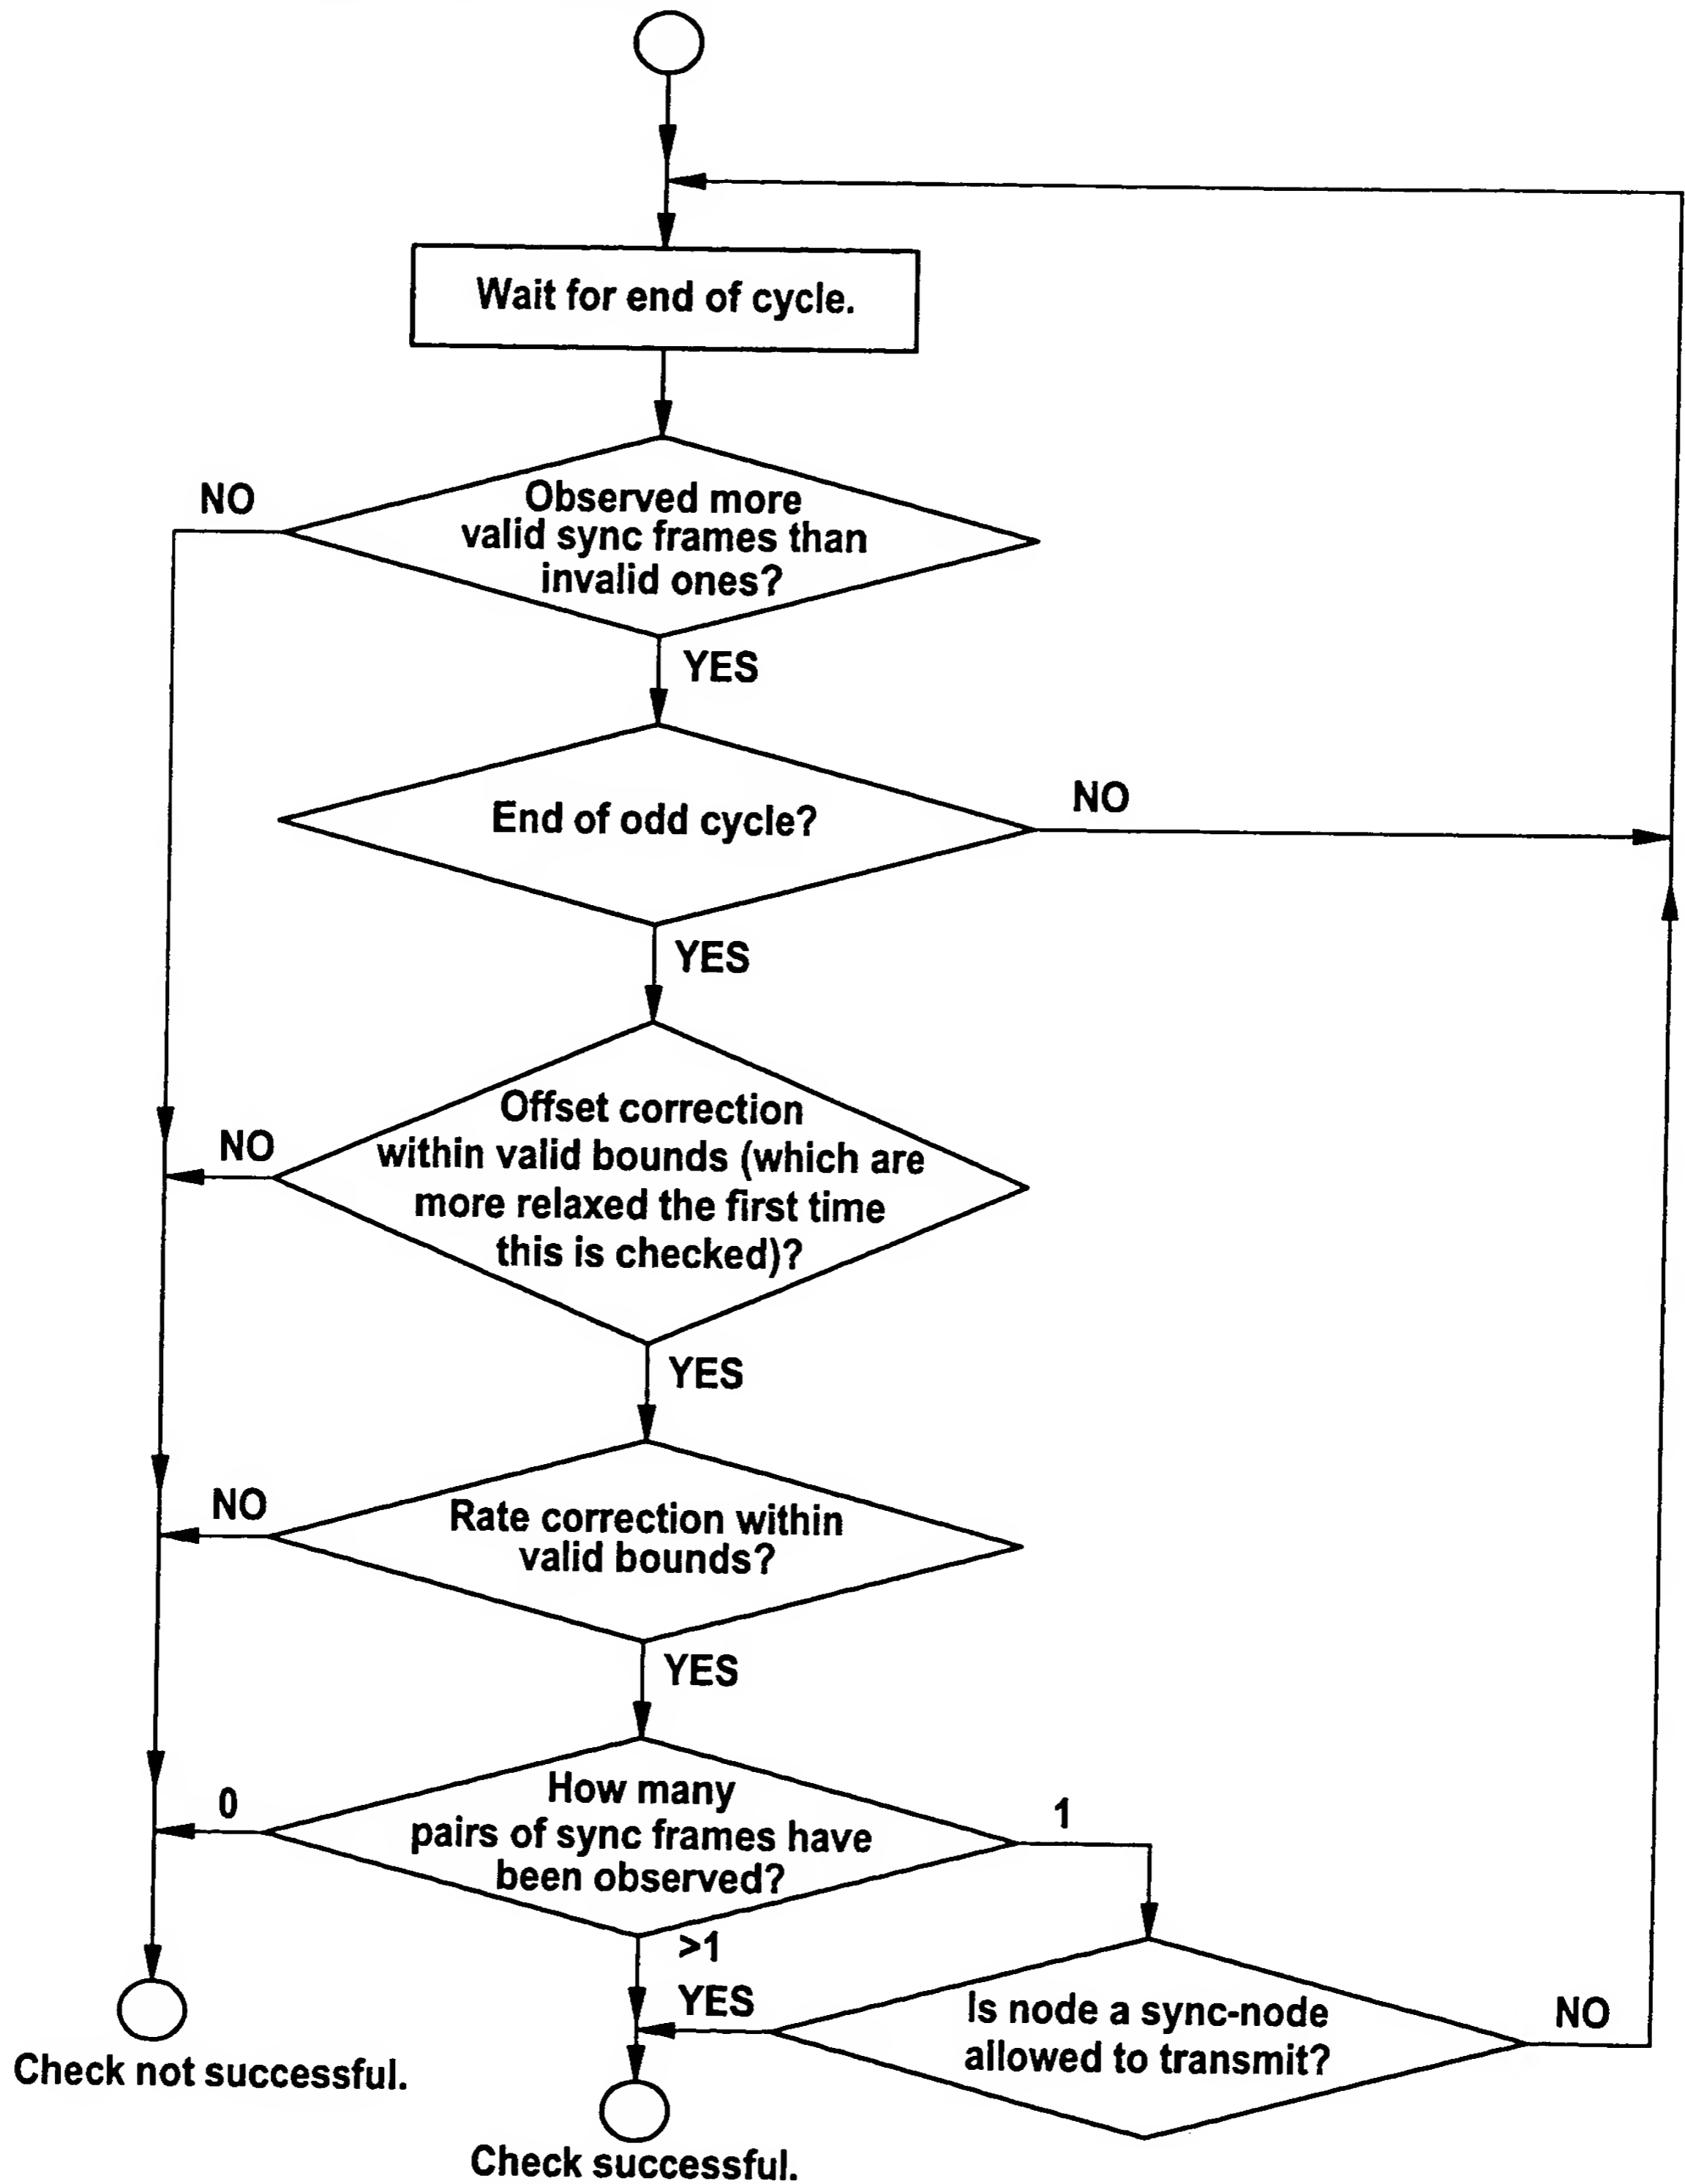 Wait for end of cycle.
NO
Observed more
valid sync frames than
invalid ones?
YES
End of odd cycle?
NO
YES
Offset correction
within valid bounds (which are
more relaxed the first time
this is checked)?
NO
YES
Rate correction within
valid bounds?
NO
YES
How many
pairs of sync frames have
been observed?
0
1
>1
YES
Is node a sync-node
allowed to transmit?
NO
Check not successful.
Check successful.